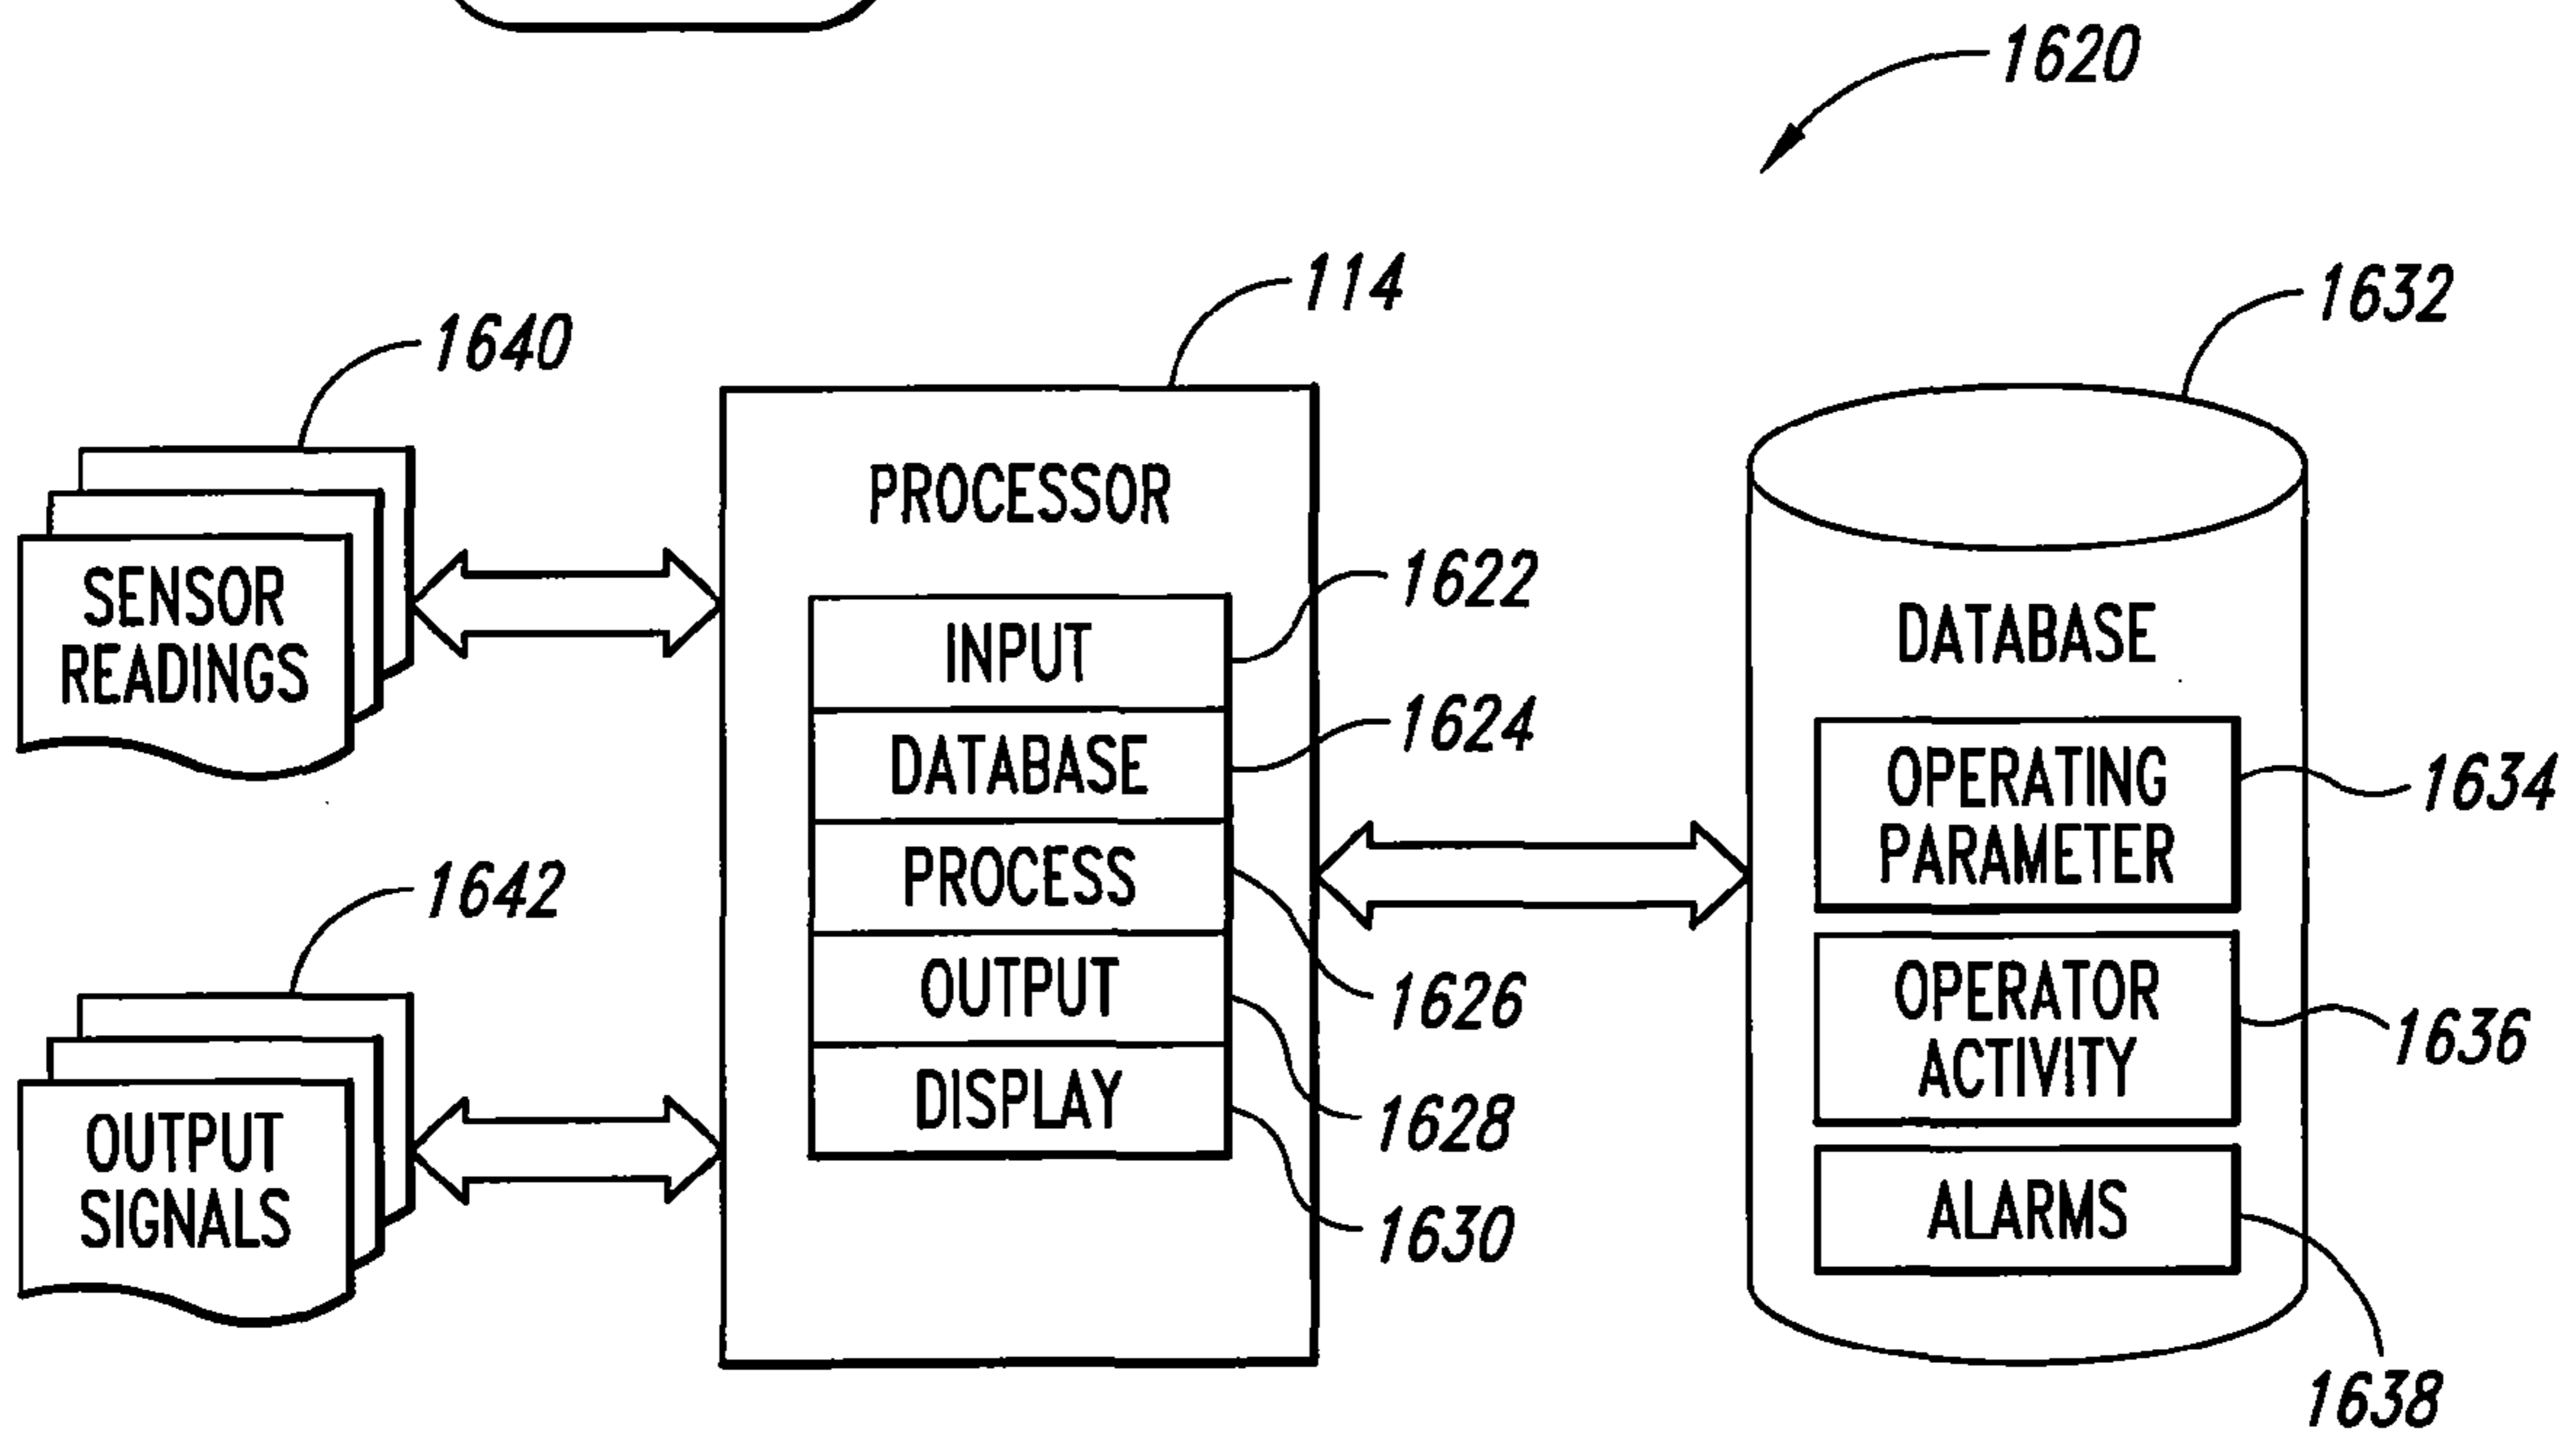 1620
114
1632
1640
PROCESSOR
1622
SENSOR
READINGS
INPUT
DATABASE
1624
DATABASE
OPERATING
PARAMETER
1634
PROCESS
1642
1626
OUTPUT
OPERATOR
ACTIVITY
1636
DISPLAY
1628
OUTPUT
SIGNALS
ALARMS
1630
1638